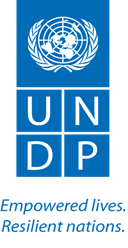 U N
D P
Empowered lives.
Resilient nations.